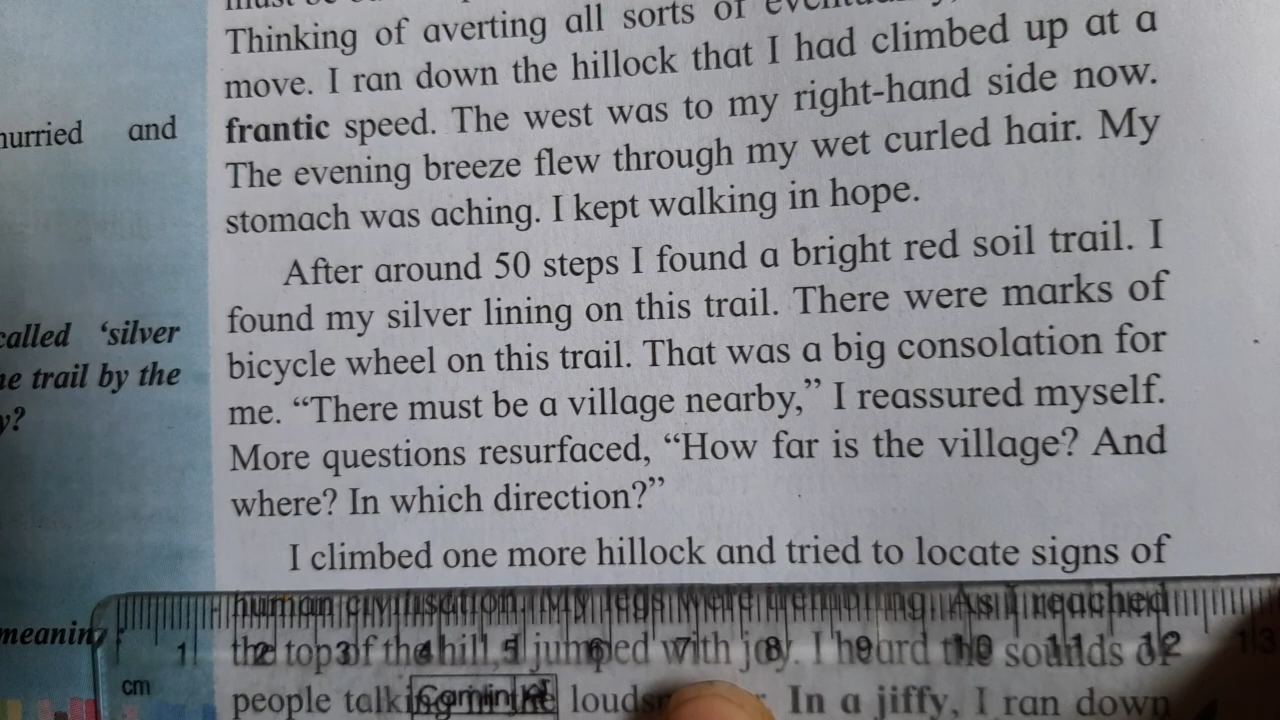 Thinking of averting all sorts of
move. I ran down the hillock that I had climbed up at a
frantic speed. The west was to my right-hand side now.
The evening breeze flew through my wet curled hair. My
stomach was aching. I kept walking in hope.
After around 50 steps I found a bright red soil trail. I
found my silver lining on this trail. There were marks of
bicycle wheel on this trail. That was a big consolation for
me. “There must be a village nearby,” I reassured myself.
More questions resurfaced, “How far is the village? And
where? In which direction?”
I climbed one more hillock and tried to locate signs of
human civilisation. My legs were trembling. As I reached
the top of the hill, I jumped with joy. I heard the sounds of
people talking In a jiffy, I ran down
and
called ‘silver
trail by the
1 2 3 4 5 6 7 8 9 10 11 12 13
cm